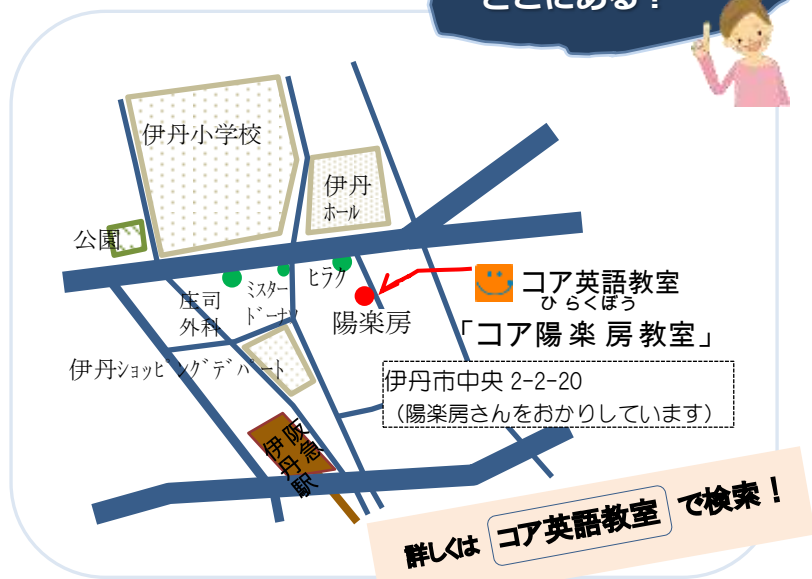 ここにある！
伊丹小学校
伊丹
ホール
公園
庄司
外科
ミスター
ドーナツ
ヒラク
陽楽房
伊丹ショッピングデパート
阪急
伊丹駅
コア英語教室
ひらくぼう
「コア陽楽房教室」
伊丹市中央 2-2-20
（陽楽房さんをおかりしています）
詳しくは コア英語教室 で検索！